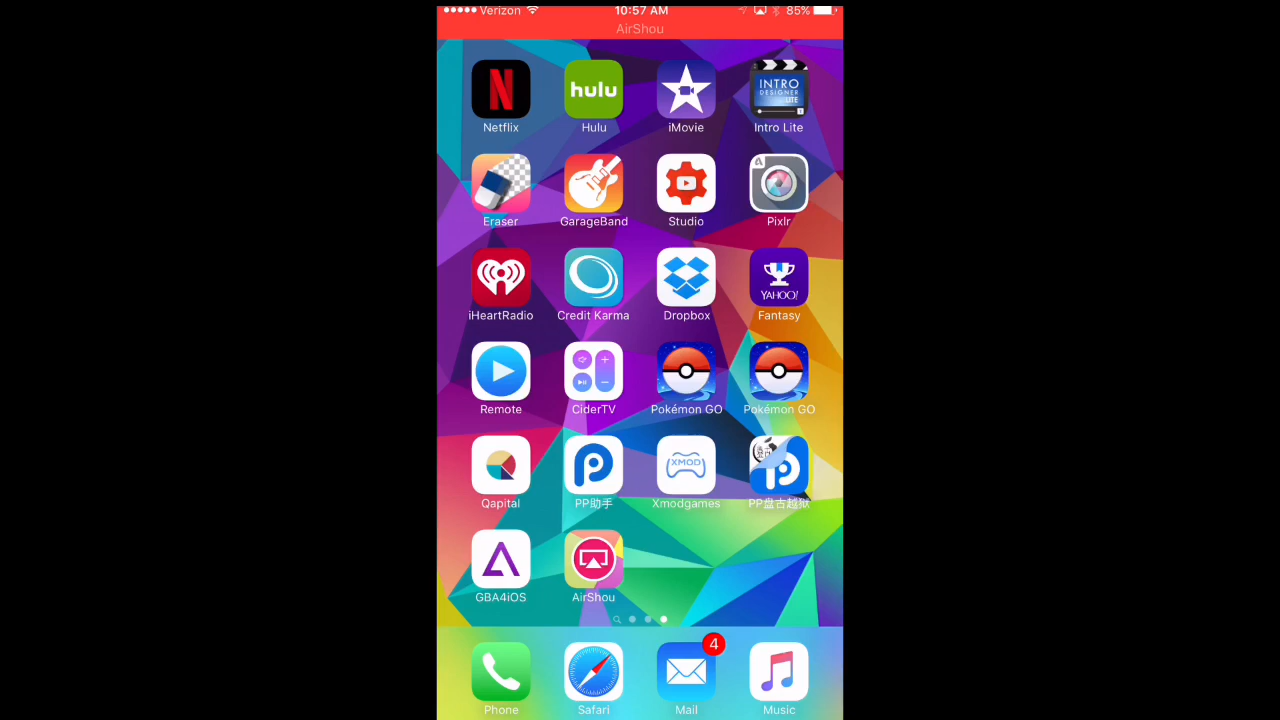 Verizon 10:57 AM 85%
AirShou
hulu
INTRO
DESIGNER
LITE
Netflix Hulu iMovie Intro Lite
Eraser GarageBand Studio Pixlr
YAHOO!
iHeartRadio Credit Karma Dropbox Fantasy
Remote CiderTV Pokémon GO Pokémon GO
XMOD
Qapital PP助手 Xmodgames PP盘古越狱
GBA4iOS AirShou
4
Phone Safari Mail Music